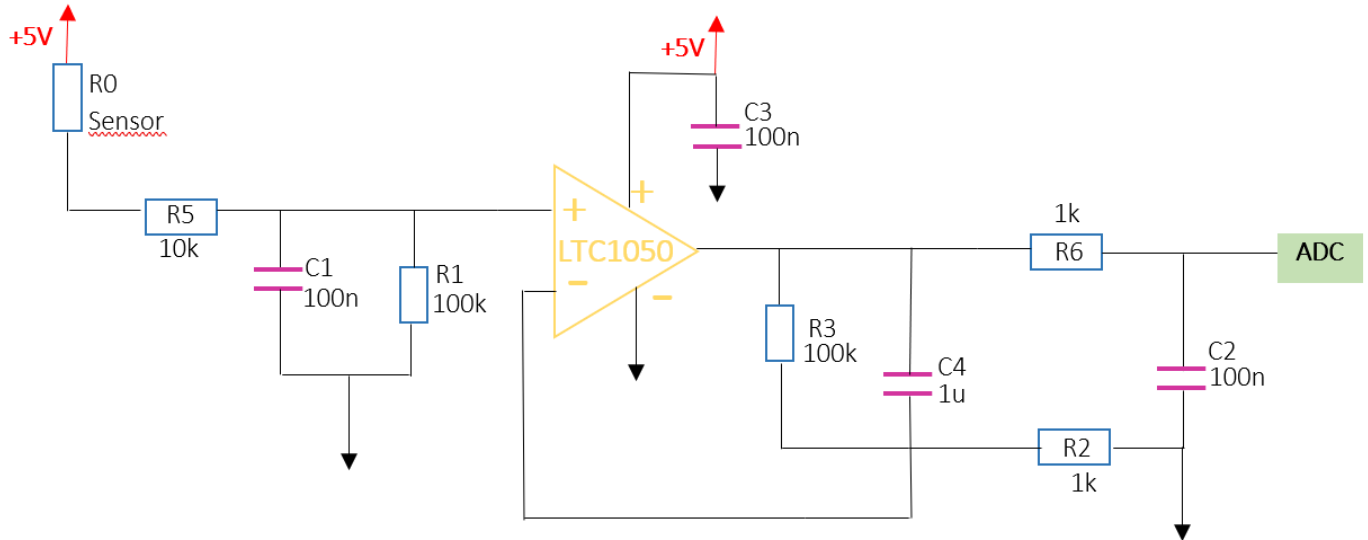 +5V
R0
Sensor
+5V
C3
100n
R5
10k
C1
100n
R1
100k
+
+
LTC1050
−
−
1k
R6
ADC
R3
100k
C4
1u
C2
100n
R2
1k